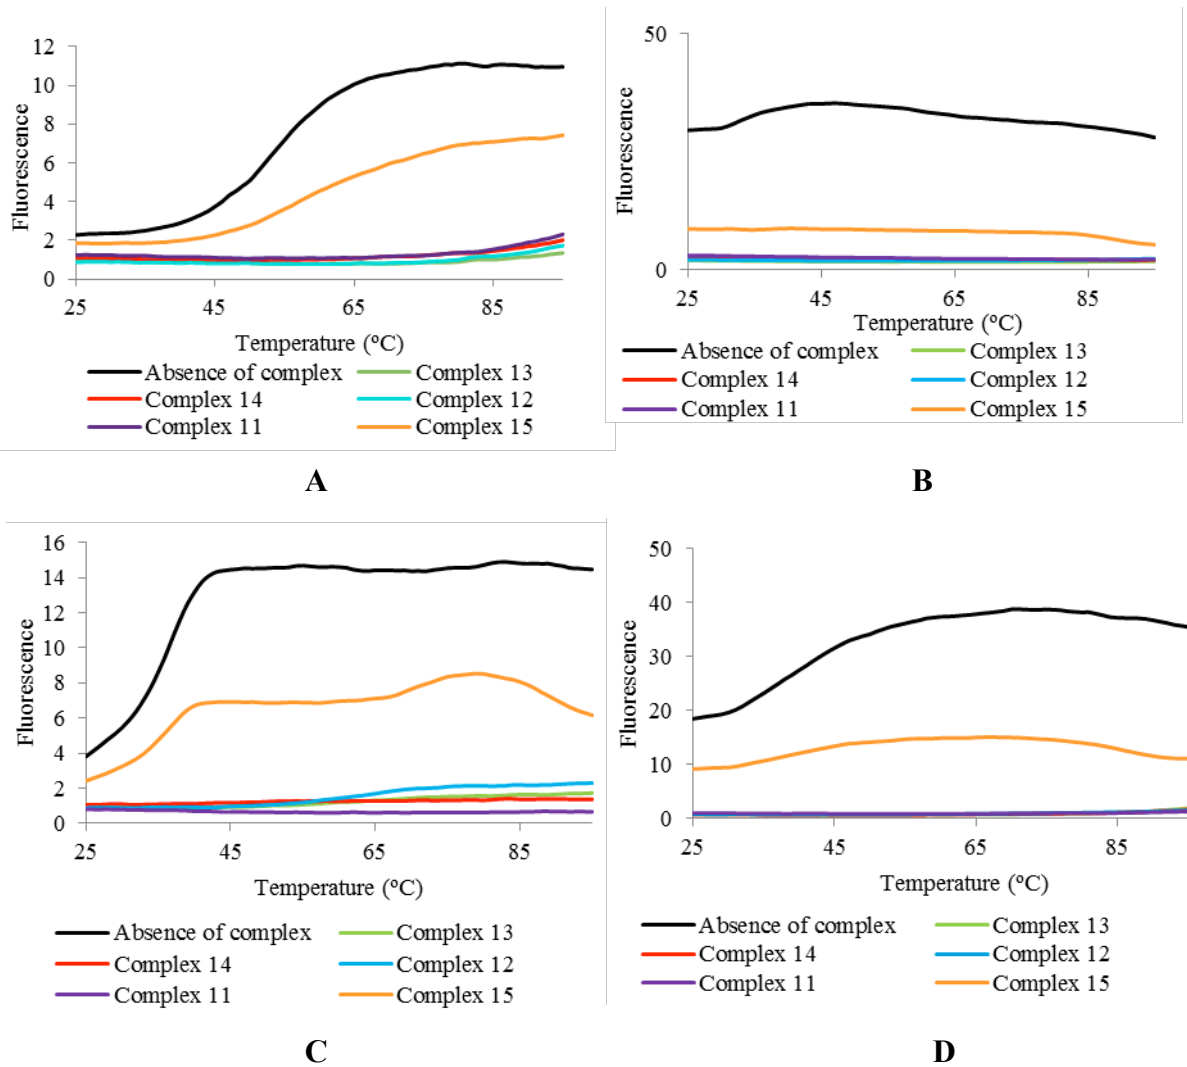 12
10
8
6
4
2
0
Fluorescence
25 45 65 85
Temperature (ºC)
Absence of complex Complex 13
Complex 14 Complex 12
Complex 11 Complex 15
A
50
0
Fluorescence
25 45 65 85
Temperature (ºC)
Absence of complex Complex 13
Complex 14 Complex 12
Complex 11 Complex 15
B
16
14
12
10
8
6
4
2
0
Fluorescence
25 45 65 85
Temperature (ºC)
Absence of complex Complex 13
Complex 14 Complex 12
Complex 11 Complex 15
C
50
40
30
20
10
0
Fluorescence
25 45 65 85
Temperature (ºC)
Absence of complex Complex 13
Complex 14 Complex 12
Complex 11 Complex 15
D